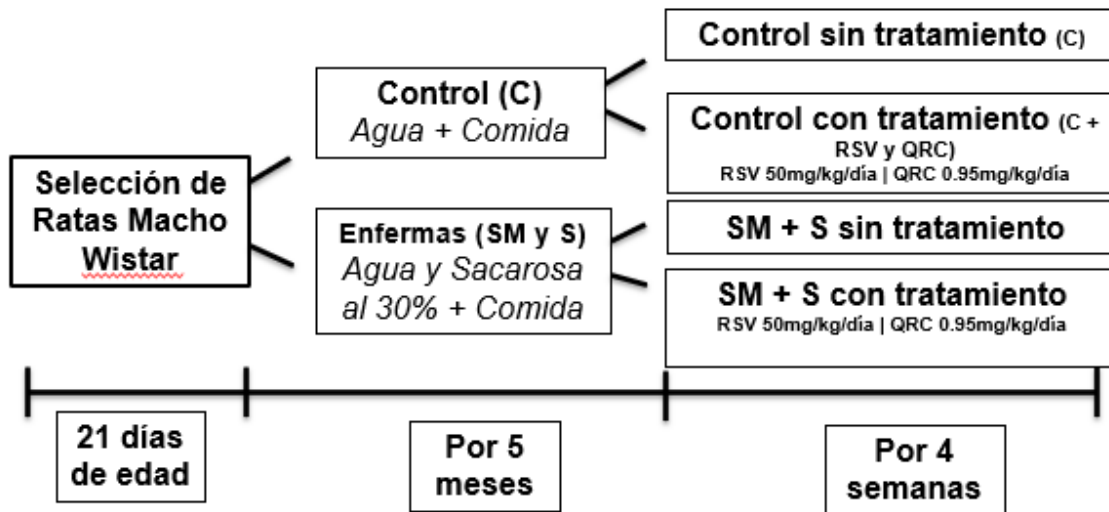 Selección de
Ratas Macho
Wistar
Control (C)
Agua + Comida
Enfermas (SM y S)
Agua y Sacarosa
al 30% + Comida
Control sin tratamiento (C)
Control con tratamiento (C +
RSV y QRC)
RSV 50mg/kg/día | QRC 0.95mg/kg/día
SM + S sin tratamiento
SM + S con tratamiento
RSV 50mg/kg/día | QRC 0.95mg/kg/día
21 días
de edad
Por 5
meses
Por 4
semanas